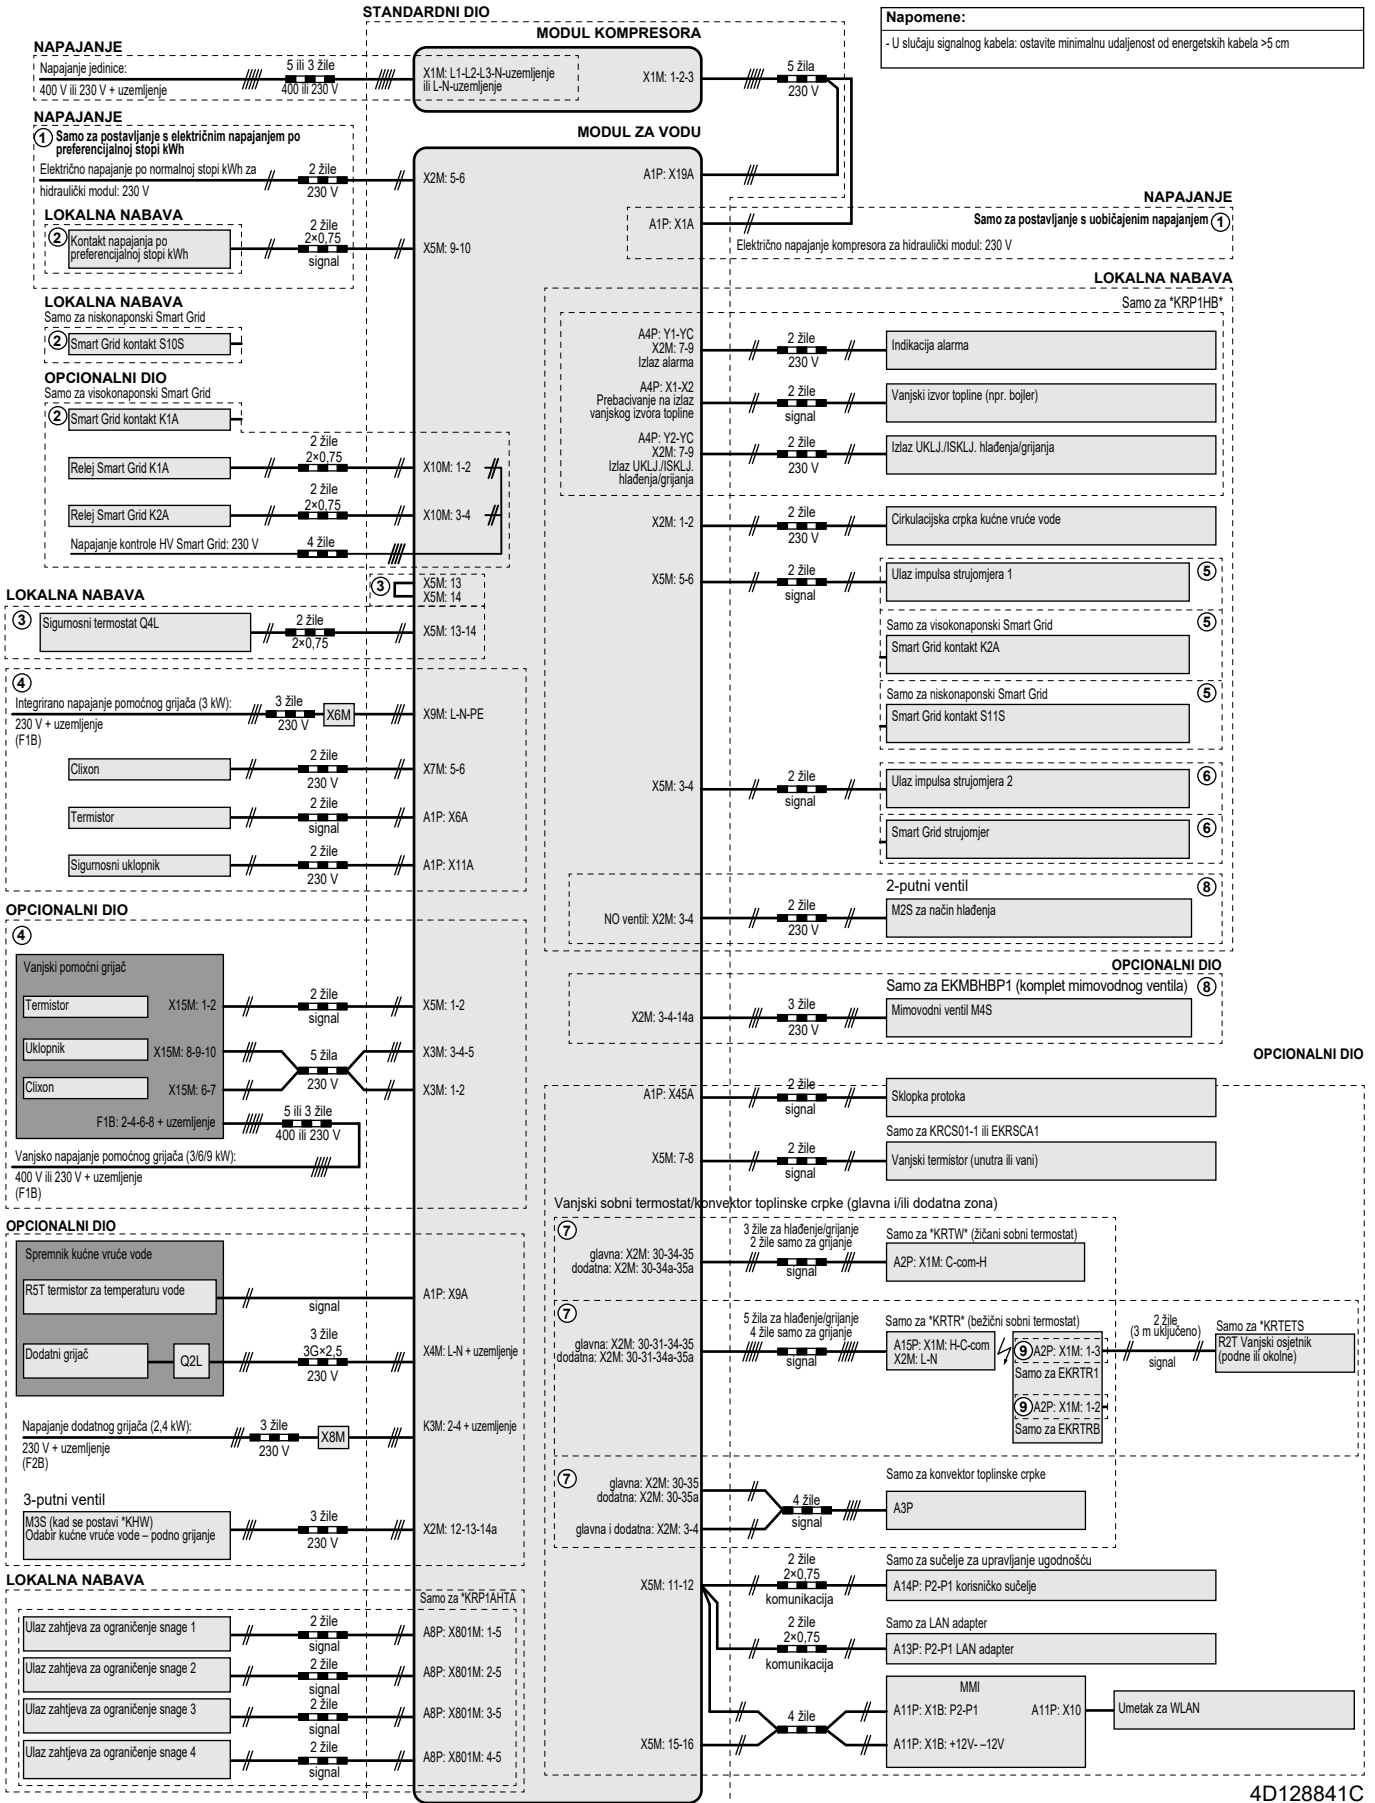 STANDARDNI DIO
Napomene:
- U slučaju signalnog kabela: ostavite minimalnu udaljenost od energetskih kabela >5 cm
MODUL KOMPRESORA
NAPAJANJE
Napajanje jedinice:
400 V ili 230 V + uzemljenje
5 ili 3 žile
400 ili 230 V
X1M: L1-L2-L3-N-uzemljenje
ili L-N-uzemljenje
X1M: 1-2-3
5 žila
230 V
NAPAJANJE
1 Samo za postavljanje s električnim napajanjem po
preferencijalnoj stopi kWh
Električno napajanje po normalnoj stopi kWh za
hidraulički modul: 230 V
2 žile
230 V
X2M: 5-6
LOKALNA NABAVA
2 Kontakt napajanja po
preferencijalnoj stopi kWh
2 žile
2×0,75
signal
X5M: 9-10
LOKALNA NABAVA
Samo za niskonaponski Smart Grid
2 Smart Grid kontakt S10S
OPCIONALNI DIO
Samo za visokonaponski Smart Grid
2 Smart Grid kontakt K1A
Relej Smart Grid K1A
2 žile
2×0,75
X10M: 1-2
Relej Smart Grid K2A
2 žile
2×0,75
X10M: 3-4
Napajanje kontrole HV Smart Grid: 230 V
4 žile
3
X5M: 13
X5M: 14
LOKALNA NABAVA
3 Sigurnosni termostat Q4L
2 žile
2×0,75
X5M: 13-14
4
Integrirano napajanje pomoćnog grijača (3 kW):
230 V + uzemljenje
(F1B)
3 žile
230 V
X6M
X9M: L-N-PE
Clixon
2 žile
230 V
X7M: 5-6
Termistor
2 žile
signal
A1P: X6A
Sigurnosni uklopnik
2 žile
230 V
A1P: X11A
OPCIONALNI DIO
4
Vanjski pomoćni grijač
Termistor
X15M: 1-2
2 žile
signal
X5M: 1-2
Uklopnik
X15M: 8-9-10
5 žila
230 V
X3M: 3-4-5
Clixon
X15M: 6-7
X3M: 1-2
F1B: 2-4-6-8 + uzemljenje
5 ili 3 žile
400 ili 230 V
Vanjsko napajanje pomoćnog grijača (3/6/9 kW):
400 V ili 230 V + uzemljenje
(F1B)
OPCIONALNI DIO
Spremnik kućne vruće vode
R5T termistor za temperaturu vode
signal
A1P: X9A
Dodatni grijač
Q2L
3 žile
3G×2,5
230 V
X4M: L-N + uzemljenje
Napajanje dodatnog grijača (2,4 kW):
230 V + uzemljenje
(F2B)
3 žile
230 V
X8M
K3M: 2-4 + uzemljenje
3-putni ventil
M3S (kad se postavi *KHW)
Odabir kućne vruće vode – podno grijanje
3 žile
230 V
X2M: 12-13-14a
LOKALNA NABAVA
Samo za *KRP1AHTA
Ulaz zahtjeva za ograničenje snage 1
2 žile
signal
A8P: X801M: 1-5
Ulaz zahtjeva za ograničenje snage 2
2 žile
signal
A8P: X801M: 2-5
Ulaz zahtjeva za ograničenje snage 3
2 žile
signal
A8P: X801M: 3-5
Ulaz zahtjeva za ograničenje snage 4
2 žile
signal
A8P: X801M: 4-5
MODUL ZA VODU
A1P: X19A
NAPAJANJE
A1P: X1A
Samo za postavljanje s uobičajenim napajanjem 1
Električno napajanje kompresora za hidraulički modul: 230 V
LOKALNA NABAVA
Samo za *KRP1HB*
A4P: Y1-YC
X2M: 7-9
Izlaz alarma
2 žile
230 V
Indikacija alarma
A4P: X1-X2
Prebacivanje na izlaz
vanjskog izvora topline
2 žile
signal
Vanjski izvor topline (npr. bojler)
A4P: Y2-YC
X2M: 7-9
Izlaz UKLJ./ISKLJ.
hlađenja/grijanja
2 žile
230 V
Izlaz UKLJ./ISKLJ. hlađenja/grijanja
X2M: 1-2
2 žile
230 V
Cirkulacijska crpka kućne vruće vode
X5M: 5-6
2 žile
signal
Ulaz impulsa strujomjera 1
5
Samo za visokonaponski Smart Grid
5
Smart Grid kontakt K2A
Samo za niskonaponski Smart Grid
5
Smart Grid kontakt S11S
X5M: 3-4
2 žile
signal
Ulaz impulsa strujomjera 2
6
Smart Grid strujomjer
6
2-putni ventil
8
NO ventil: X2M: 3-4
2 žile
230 V
M2S za način hlađenja
OPCIONALNI DIO
Samo za EKMBHBP1 (komplet mimovodnog ventila) 8
X2M: 3-4-14a
3 žile
230 V
Mimovodni ventil M4S
OPCIONALNI DIO
A1P: X45A
2 žile
signal
Sklopka protoka
Samo za KRCS01-1 ili EKRSCA1
X5M: 7-8
2 žile
signal
Vanjski termistor (unutra ili vani)
Vanjski sobni termostat/konvektor toplinske crpke (glavna i/ili dodatna zona)
7
glavna: X2M: 30-34-35
dodatna: X2M: 30-34a-35a
3 žile za hlađenje/grijanje
2 žile samo za grijanje
signal
Samo za *KRTW* (žičani sobni termostat)
A2P: X1M: C-com-H
7
glavna: X2M: 30-31-34-35
dodatna: X2M: 30-31-34a-35a
5 žila za hlađenje/grijanje
4 žile samo za grijanje
signal
Samo za *KRTR* (bežični sobni termostat)
A15P: X1M: H-C-com
X2M: L-N
9 A2P: X1M: 1-3
Samo za EKRTR1
9 A2P: X1M: 1-2
Samo za EKRTRB
2 žile
(3 m uključeno)
signal
Samo za *KRTETS
R2T Vanjski osjetnik
(podne ili okolne)
7
glavna: X2M: 30-35
dodatna: X2M: 30-35a
glavna i dodatna: X2M: 3-4
4 žile
signal
Samo za konvektor toplinske crpke
A3P
X5M: 11-12
2 žile
2×0,75
komunikacija
Samo za sučelje za upravljanje ugodnošću
A14P: P2-P1 korisničko sučelje
2 žile
2×0,75
komunikacija
Samo za LAN adapter
A13P: P2-P1 LAN adapter
X5M: 15-16
4 žile
MMI
A11P: X1B: P2-P1
A11P: X1B: +12V- –12V
A11P: X10
Umetak za WLAN
4D128841C